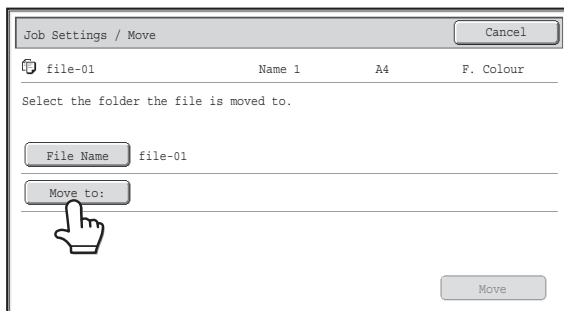 Job Settings / Move Cancel
file-01 Name 1 A4 F. Colour
Select the folder the file is moved to.
File Name file-01
Move to:
Move